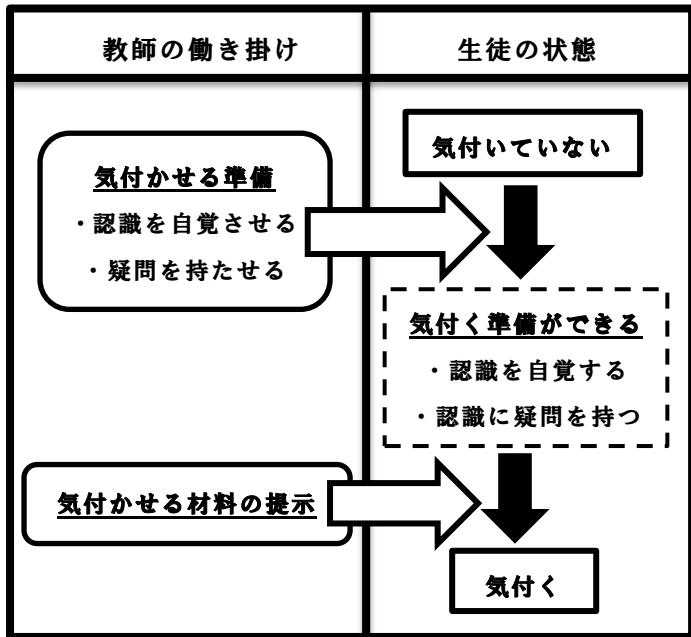 教師の働き掛け
生徒の状態
気付いていない
気付かせる準備
・認識を自覚させる
・疑問を持たせる
気付く準備ができる
・認識を自覚する
・認識に疑問を持つ
気付かせる材料の提示
気付く